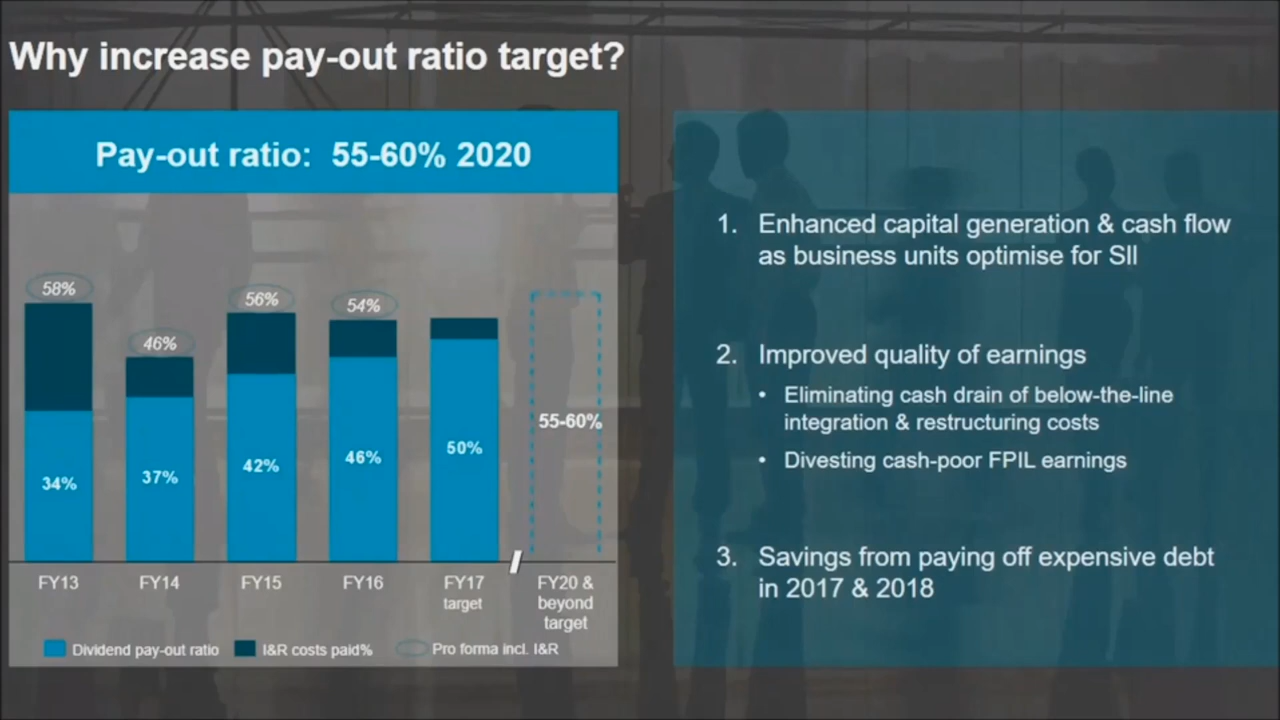 Why increase pay-out ratio target?
Pay-out ratio: 55-60% 2020
58%
46%
56%
54%
34%
37%
42%
46%
50%
55-60%
FY13
FY14
FY15
FY16
FY17
target
FY20 &
beyond
target
Dividend pay-out ratio
I&R costs paid%
Pro forma incl. I&R
1. Enhanced capital generation & cash flow
as business units optimise for SII
2. Improved quality of earnings
• Eliminating cash drain of below-the-line
integration & restructuring costs
• Divesting cash-poor FPIL earnings
3. Savings from paying off expensive debt
in 2017 & 2018